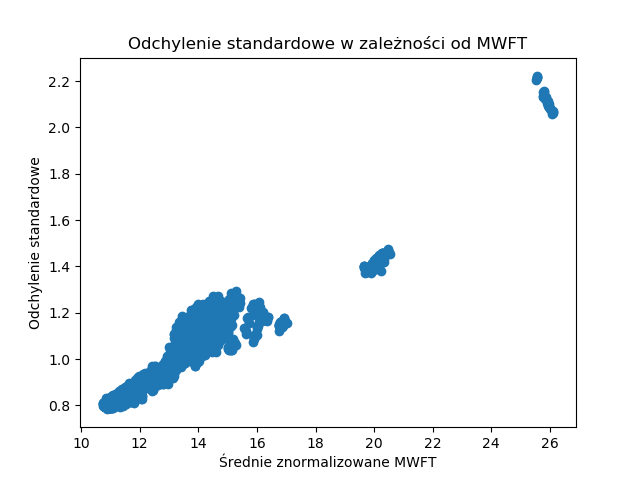 Odchylenie standardowe w zależności od MWFT
2.2
2.0
1.8
1.6
1.4
1.2
1.0
0.8
Odchylenie standardowe
10 12 14 16 18 20 22 24 26
Średnie znormalizowane MWFT